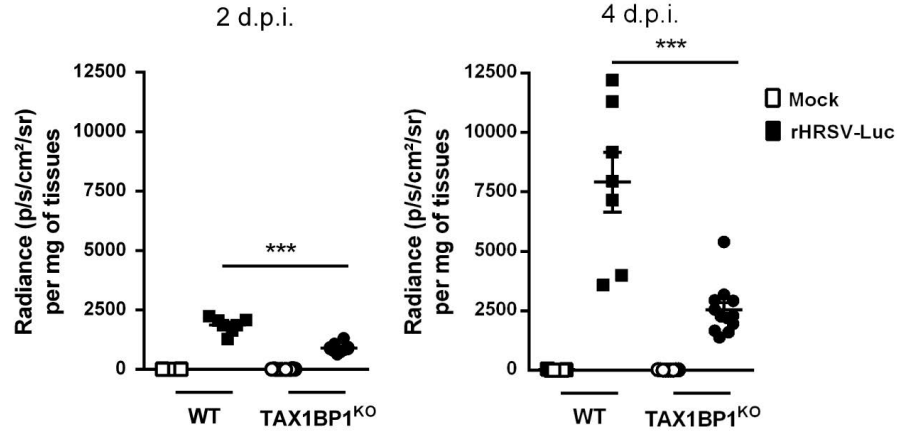 2 d.p.i.
Radiance (p/s/cm²/sr)
per mg of tissues
12500
10000
7500
5000
2500
0
***
WT
TAX1BP1ᴷᴼ
4 d.p.i.
Radiance (p/s/cm²/sr)
per mg of tissues
12500
10000
7500
5000
2500
0
***
WT
TAX1BP1ᴷᴼ
Mock
rHRSV-Luc